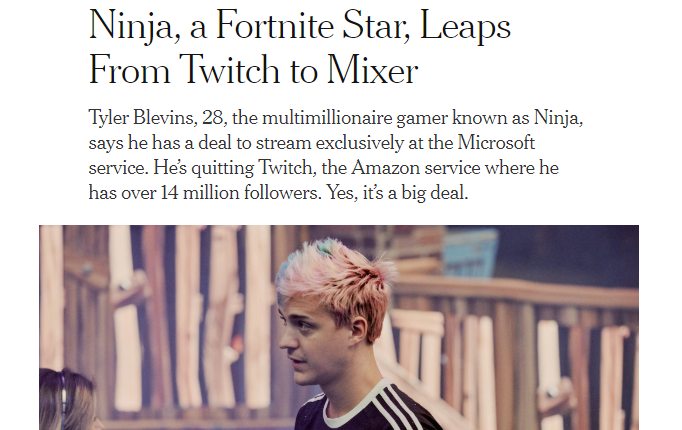 Ninja, a Fortnite Star, Leaps
From Twitch to Mixer
Tyler Blevins, 28, the multimillionaire gamer known as Ninja,
says he has a deal to stream exclusively at the Microsoft
service. He’s quitting Twitch, the Amazon service where he
has over 14 million followers. Yes, it’s a big deal.